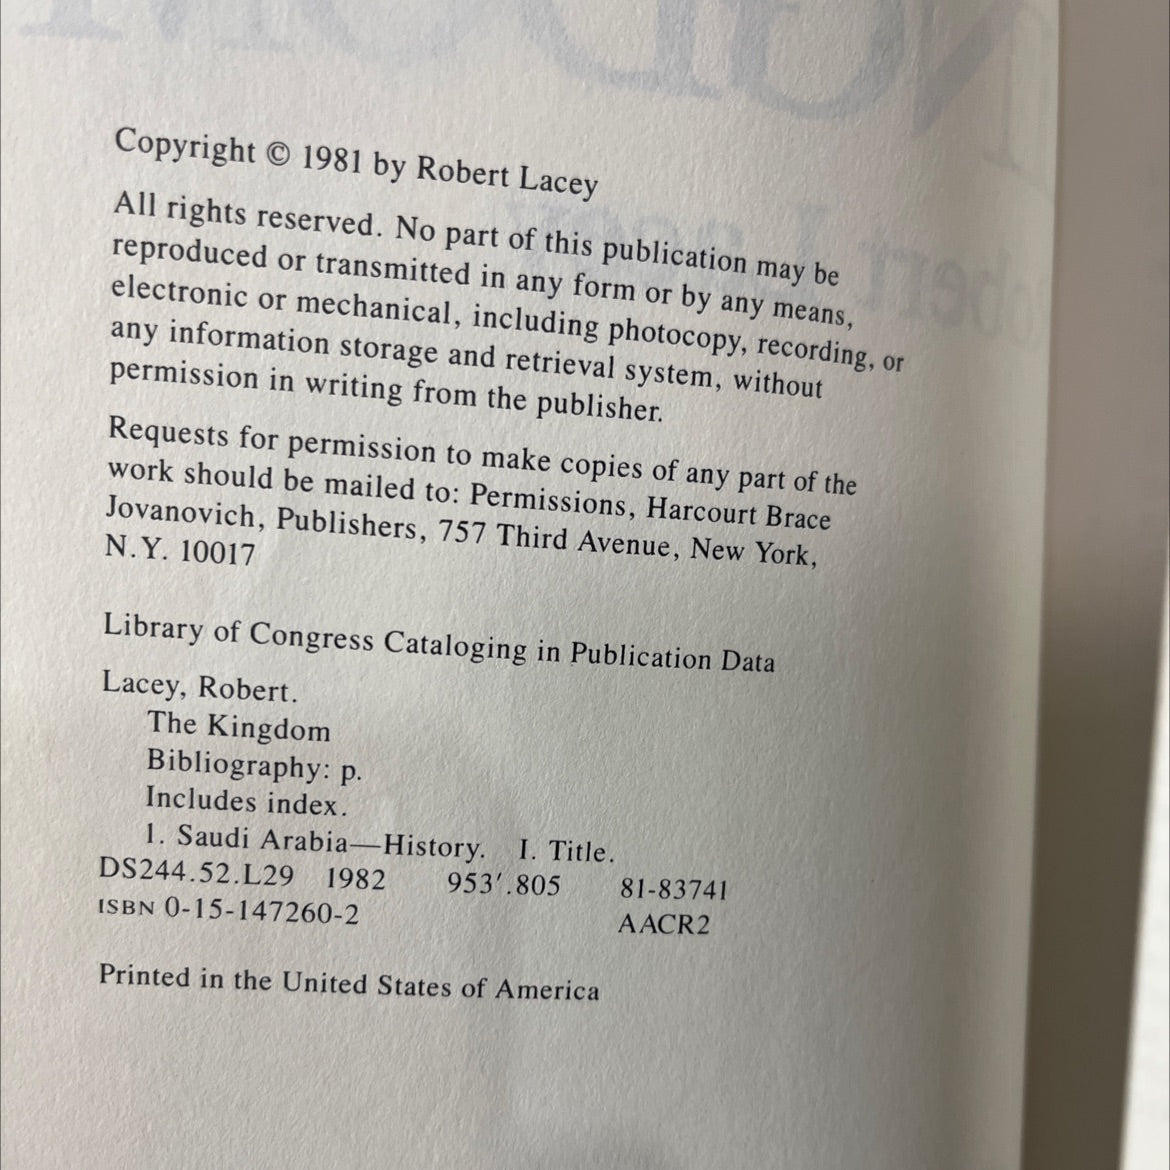 Copyright © 1981 by Robert Lacey
All rights reserved. No part of this publication may be
reproduced or transmitted in any form or by any means,
electronic or mechanical, including photocopy, recording, or
any information storage and retrieval system, without
permission in writing from the publisher.
Requests for permission to make copies of any part of the
work should be mailed to: Permissions, Harcourt Brace
Jovanovich, Publishers, 757 Third Avenue, New York,
N.Y. 10017
Library of Congress Cataloging in Publication Data
Lacey, Robert.
The Kingdom
Bibliography: p.
Includes index.
1. Saudi Arabia—History. I. Title.
DS244.52.L29 1982 953′.805 81-83741
ISBN 0-15-147260-2 AACR2
Printed in the United States of America